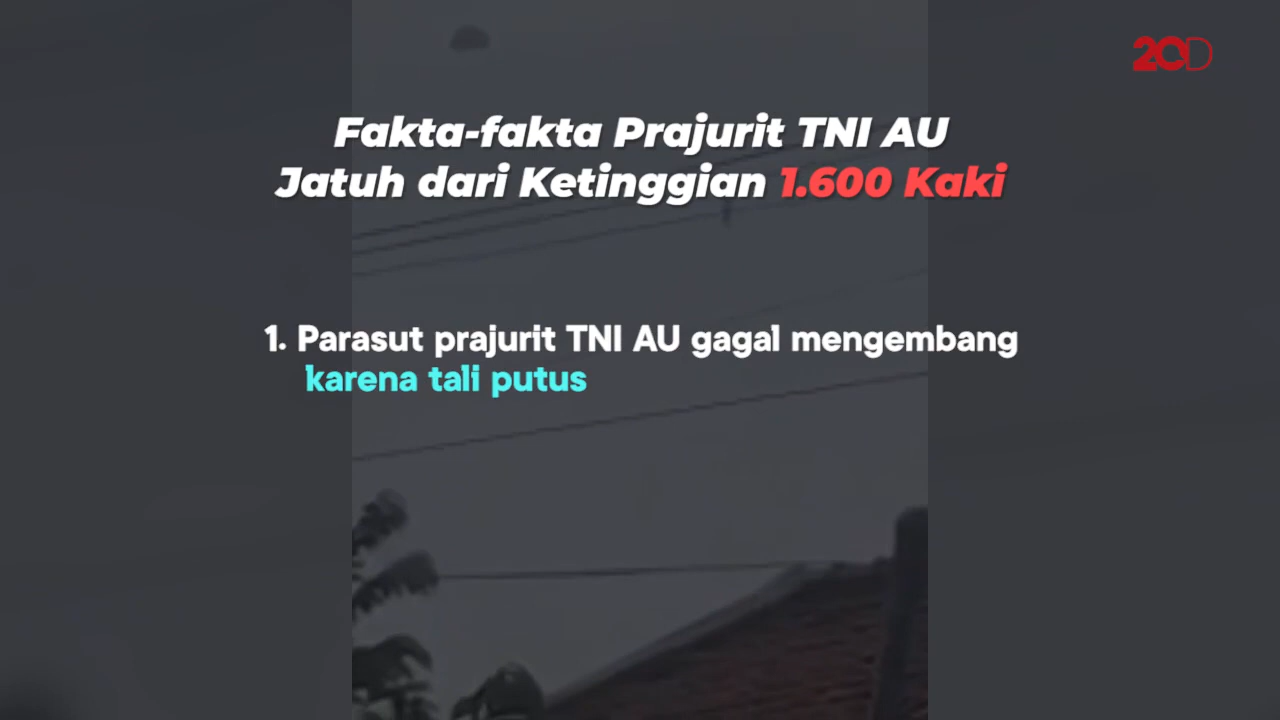 20D
Fakta-fakta Prajurit TNI AU
Jatuh dari Ketinggian 1.600 Kaki
1. Parasut prajurit TNI AU gagal mengembang
karena tali putus